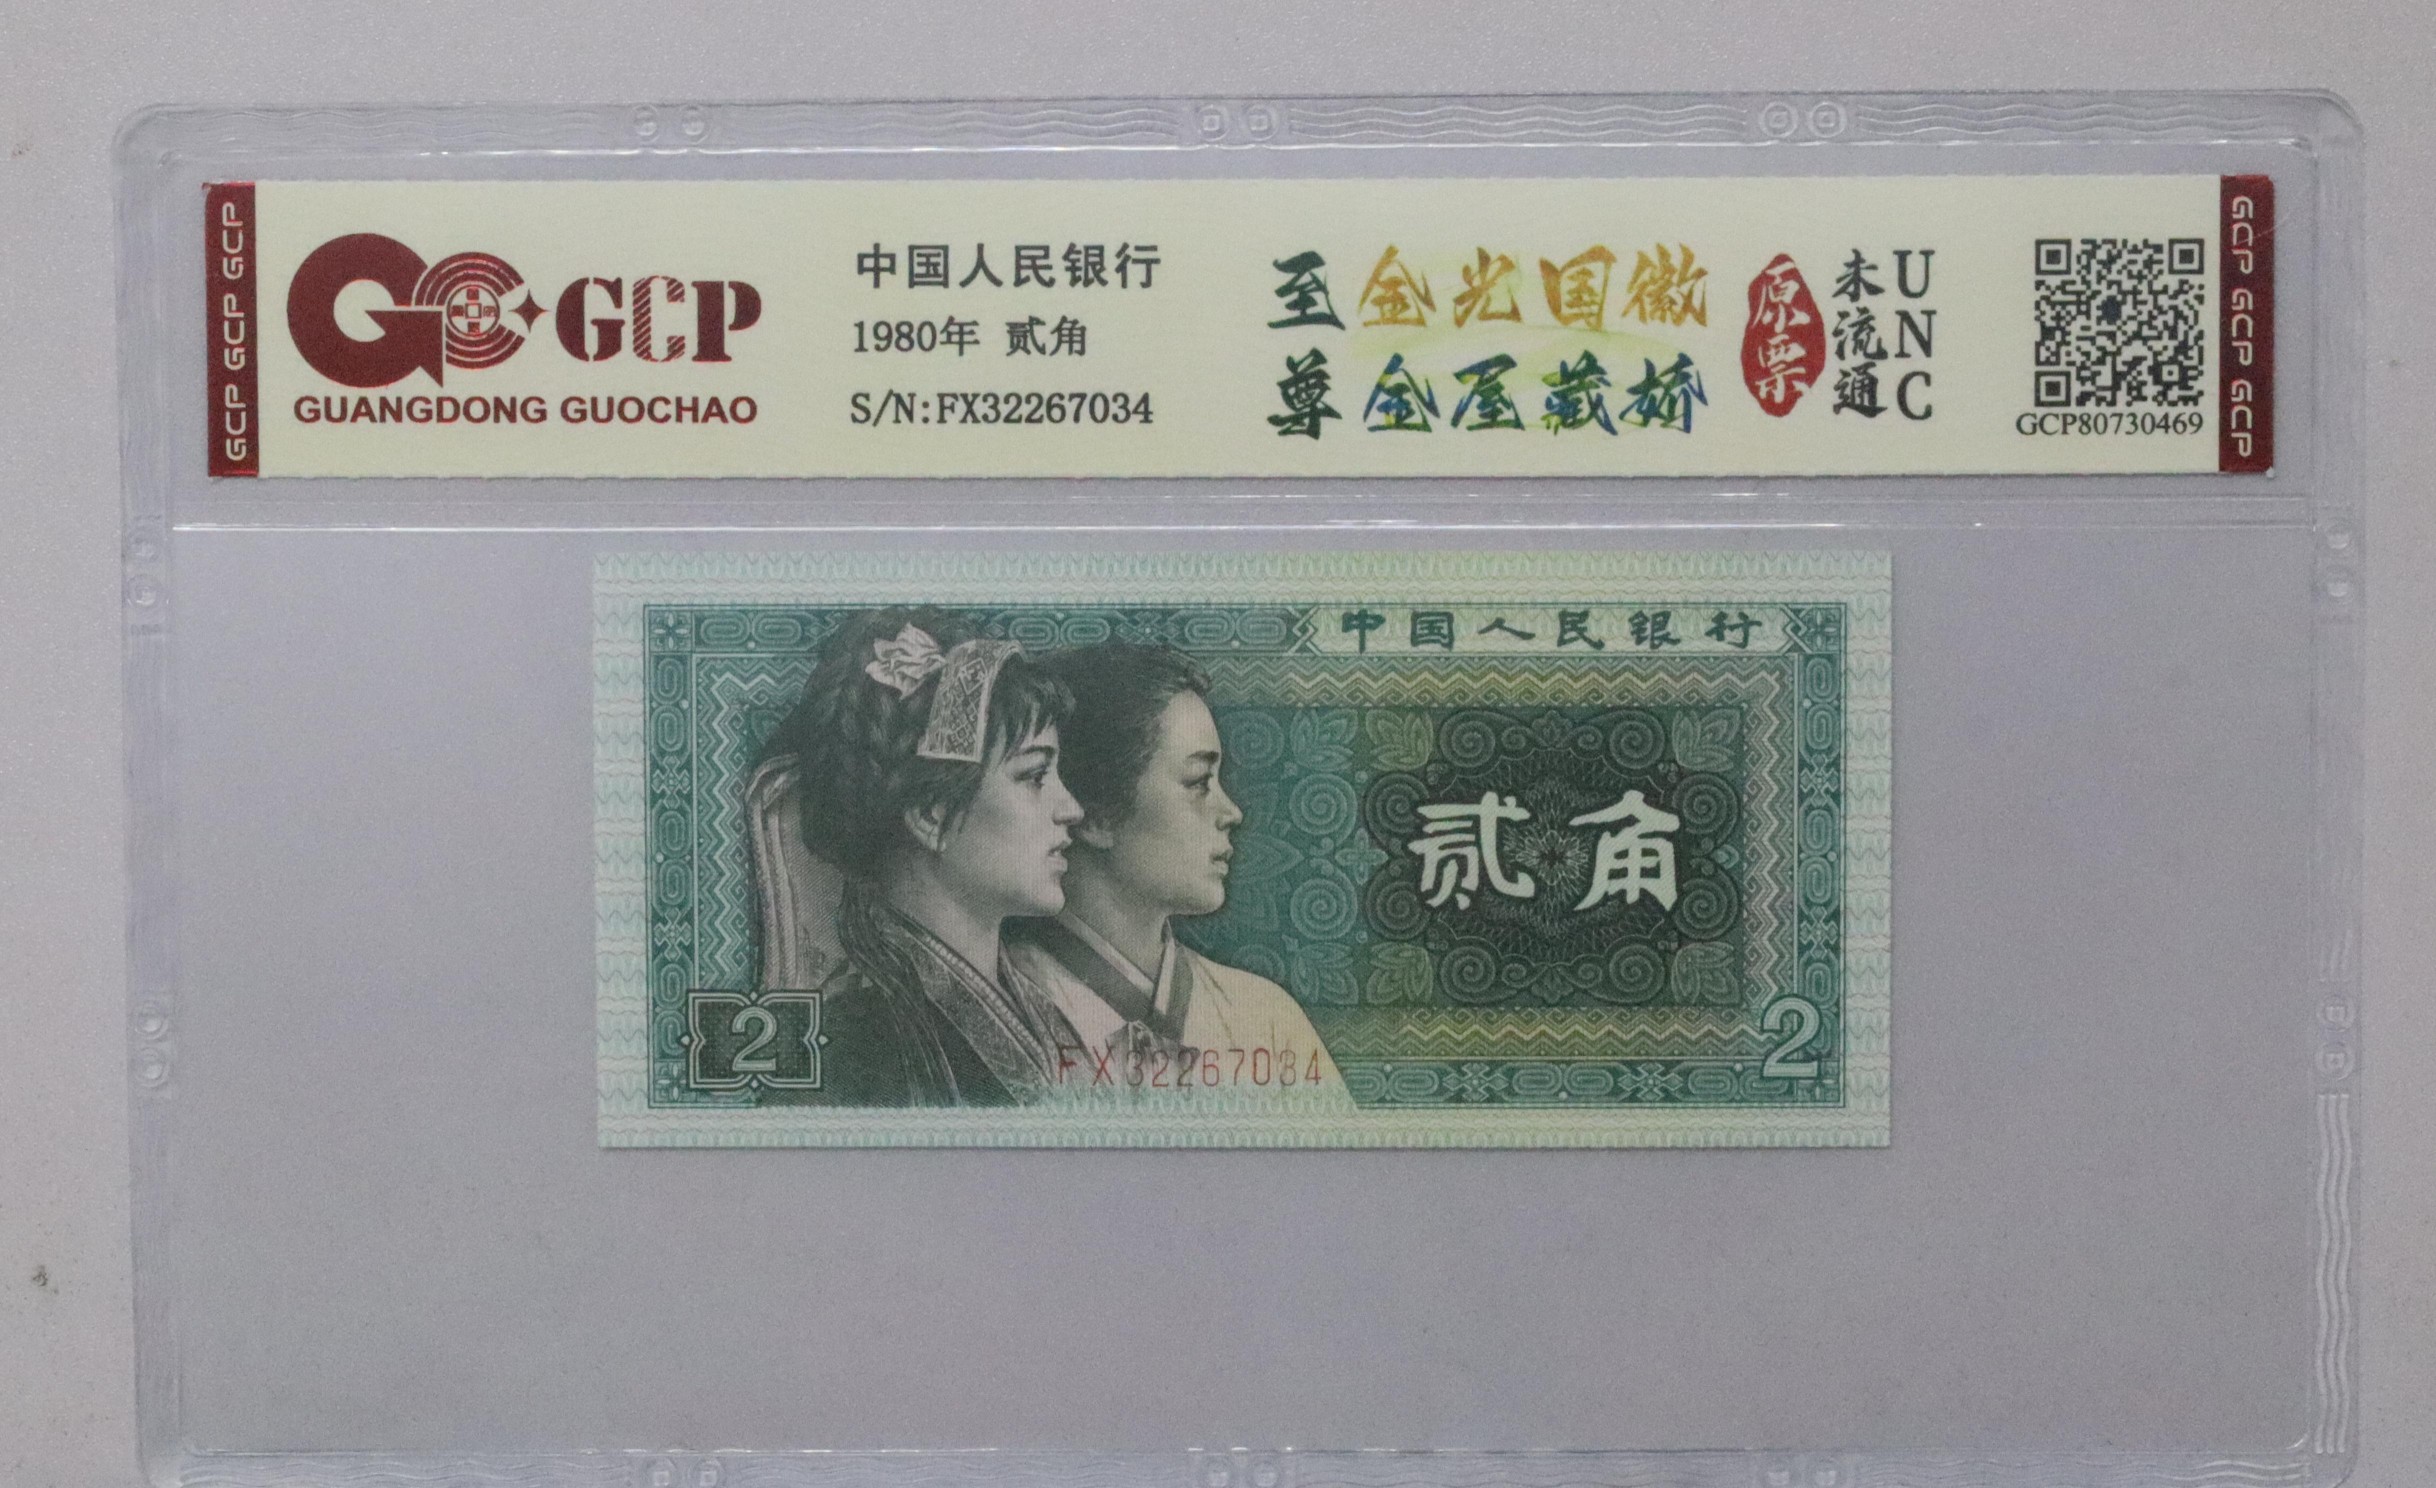 GCP GCP GCP
GCP
GUANGDONG GUOCHAO
中国人民银行
1980年 贰角
S/N:FX32267034
至尊
金光国徽
金屋藏娇
原票
未流通
UNC
GCP80730469
GCP GCP GCP
中国人民银行
贰角
2
FX32267034
2